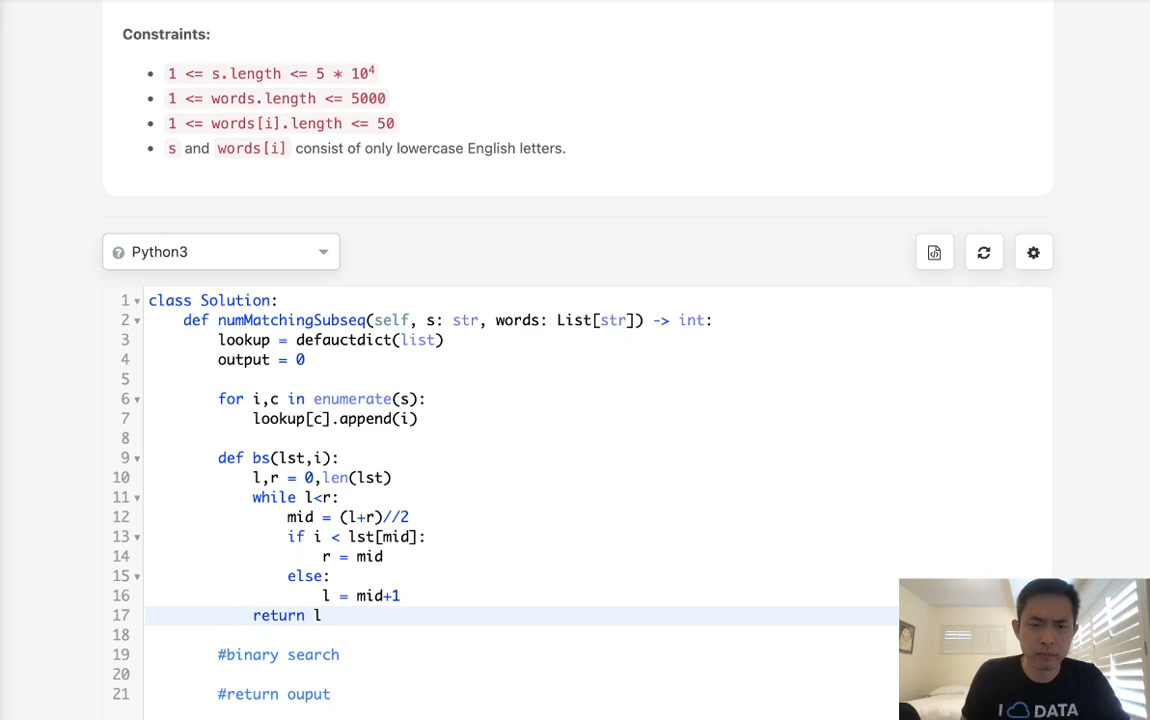 Constraints:
1 <= s.length <= 5 * 10⁴
1 <= words.length <= 5000
1 <= words[i].length <= 50
s and words[i] consist of only lowercase English letters.
Python3
1 class Solution:
2 def numMatchingSubseq(self, s: str, words: List[str]) -> int:
3 lookup = defauctdict(list)
4 output = 0
5
6 for i,c in enumerate(s):
7 lookup[c].append(i)
8
9 def bs(lst,i):
10 l,r = 0,len(lst)
11 while l<r:
12 mid = (l+r)//2
13 if i < lst[mid]:
14 r = mid
15 else:
16 l = mid+1
17 return l
18
19 #binary search
20
21 #return ouput
I DATA